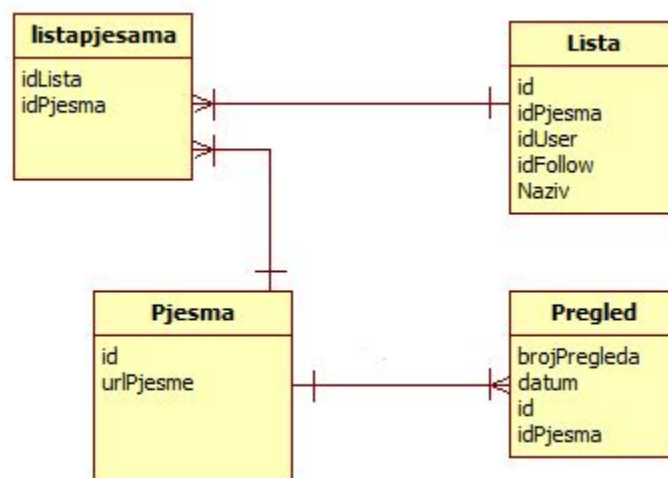 listapjesama
idLista
idPjesma
Lista
id
idPjesma
idUser
idFollow
Naziv
Pjesma
id
urlPjesme
Pregled
brojPregleda
datum
id
idPjesma